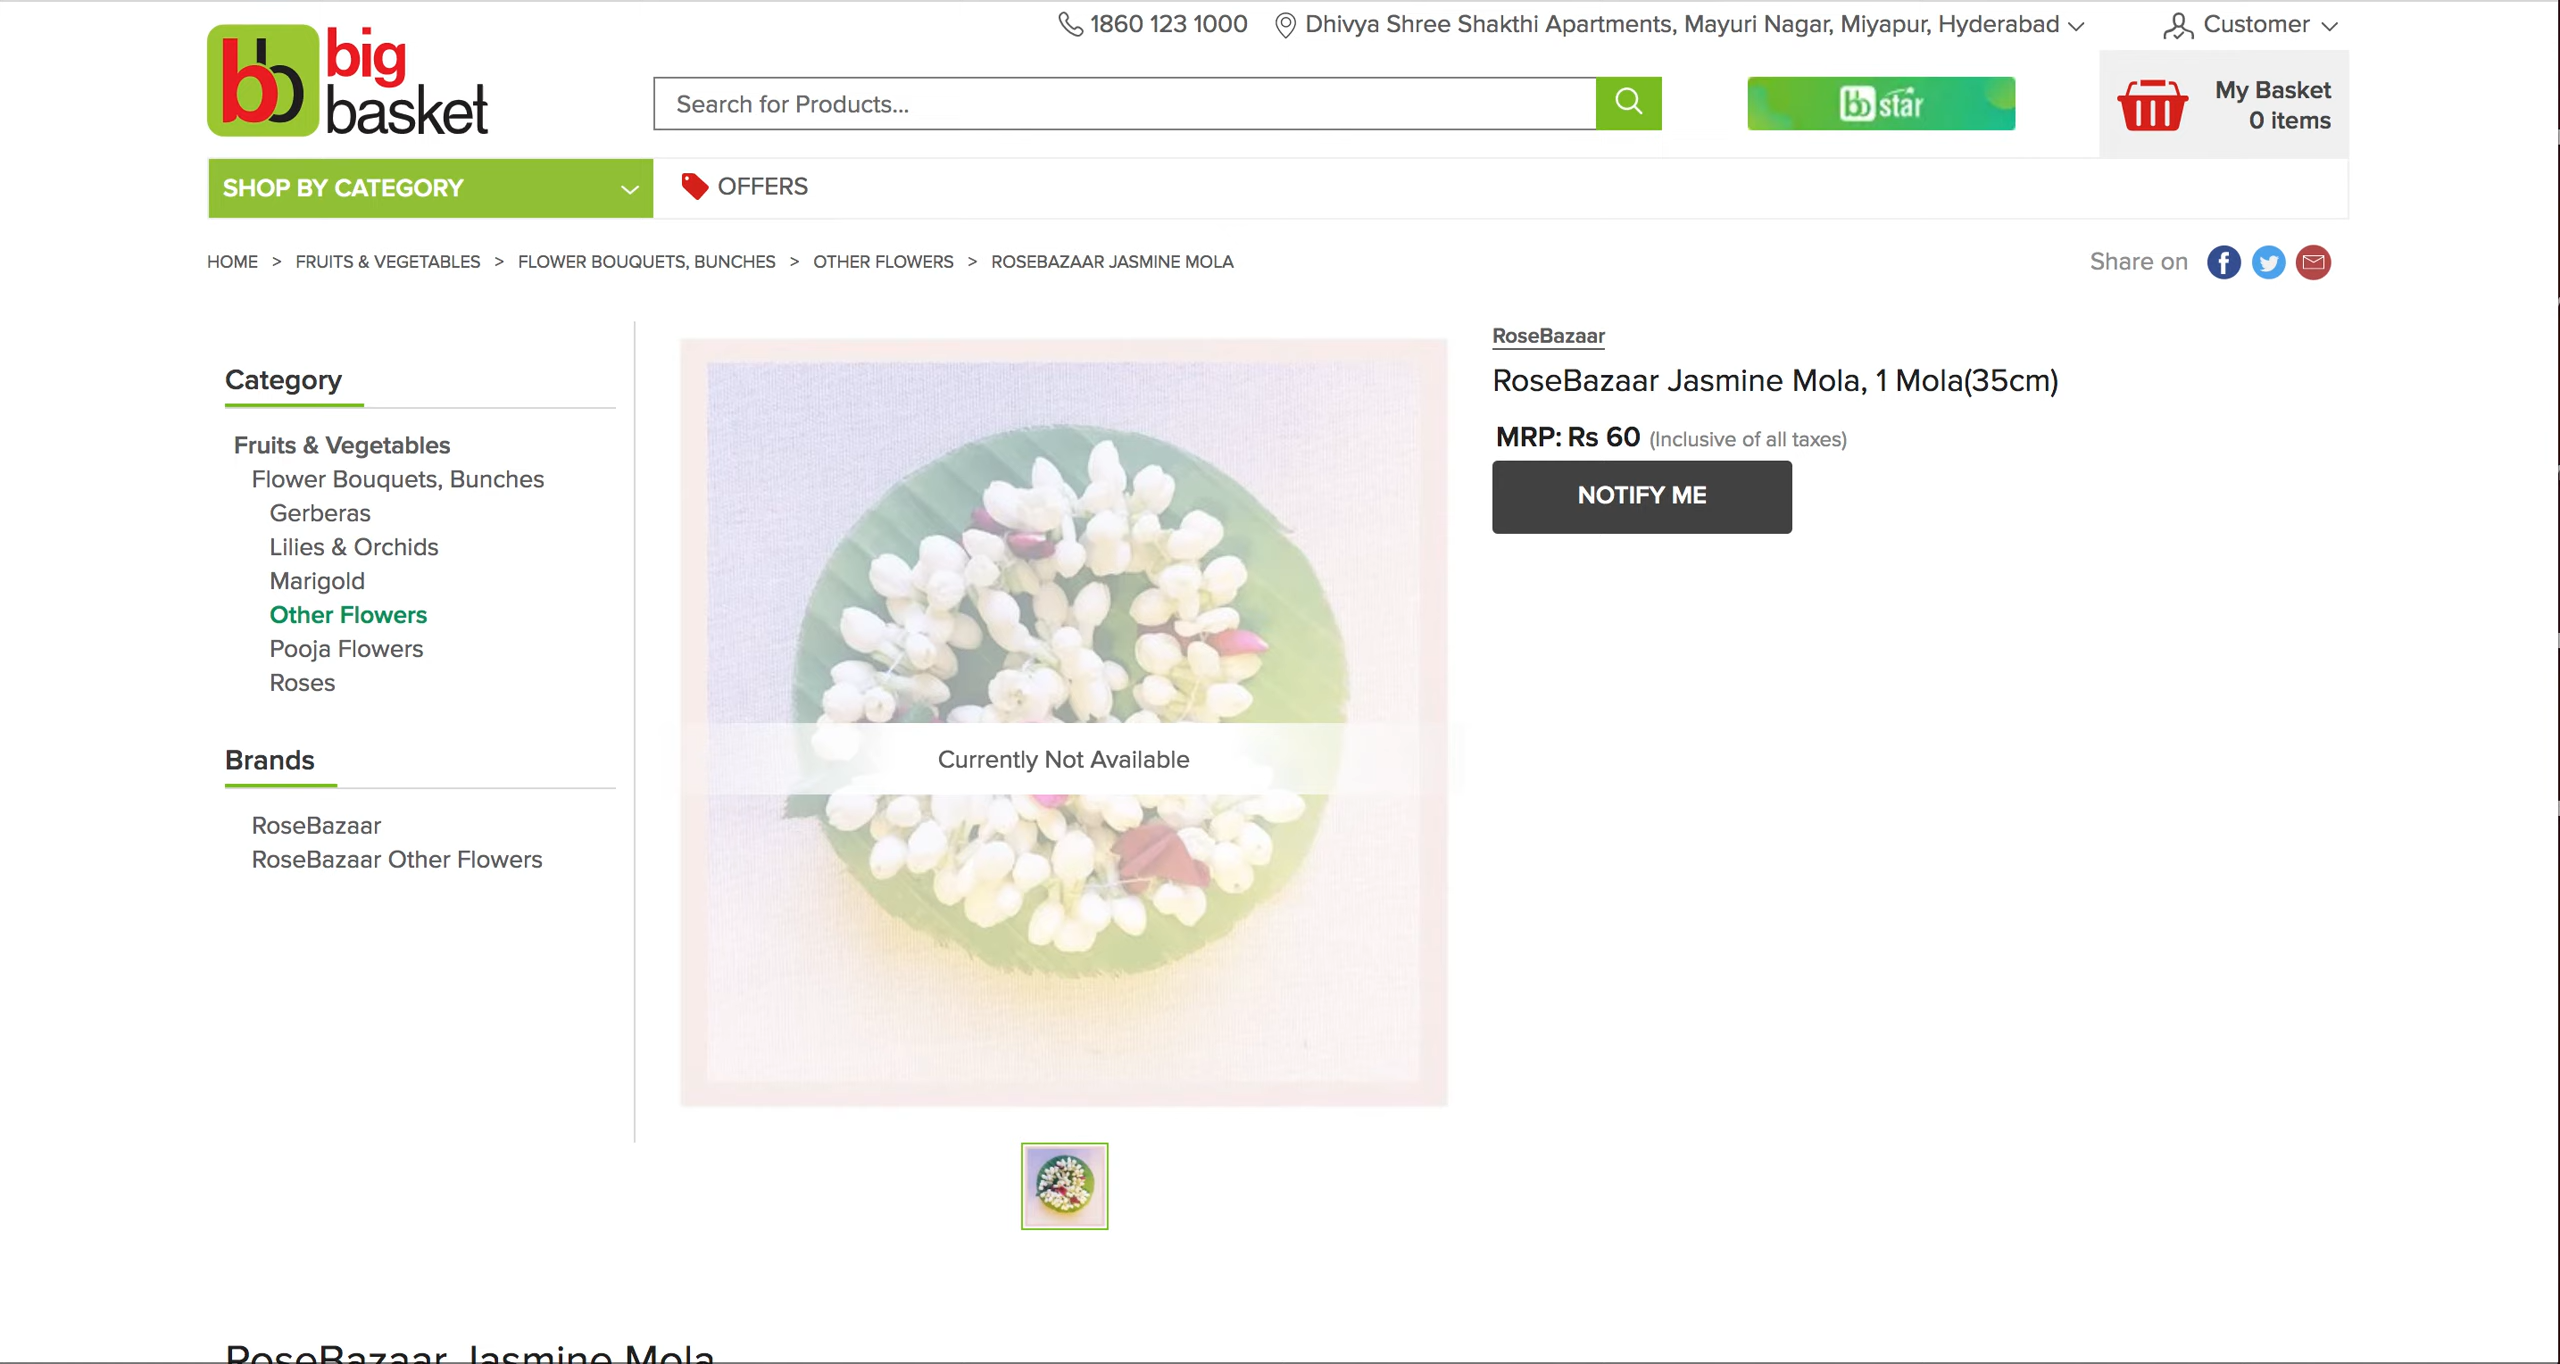 1860 123 1000
Dhivya Shree Shakthi Apartments, Mayuri Nagar, Miyapur, Hyderabad
Customer
bb big
basket
Search for Products...
bb star
My Basket
0 items
SHOP BY CATEGORY
OFFERS
HOME > FRUITS & VEGETABLES > FLOWER BOUQUETS, BUNCHES > OTHER FLOWERS > ROSEBAZAAR JASMINE MOLA
Share on
Category
Fruits & Vegetables
Flower Bouquets, Bunches
Gerberas
Lilies & Orchids
Marigold
Other Flowers
Pooja Flowers
Roses
Brands
RoseBazaar
RoseBazaar Other Flowers
Currently Not Available
RoseBazaar
RoseBazaar Jasmine Mola, 1 Mola(35cm)
MRP: Rs 60 (Inclusive of all taxes)
NOTIFY ME
RoseBazaar Jasmine Mola